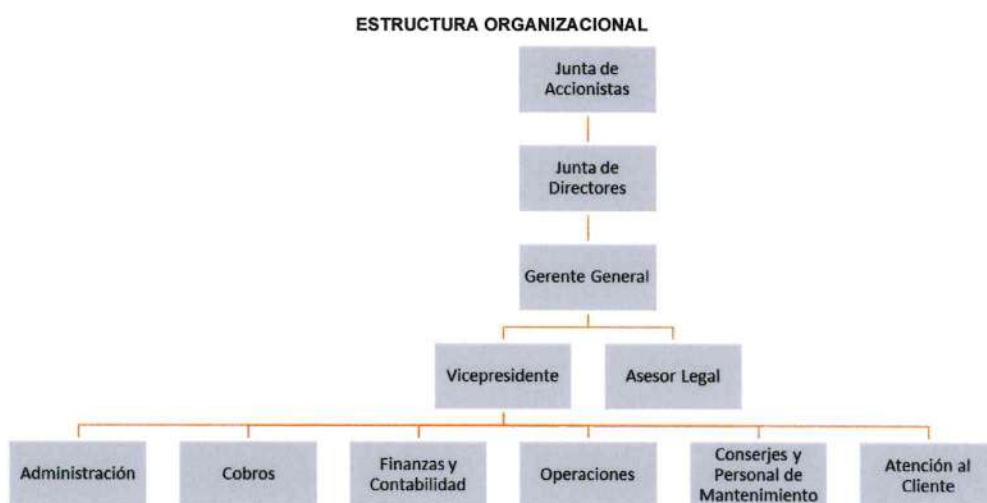 ESTRUCTURA ORGANIZACIONAL
Junta de
Accionistas
Junta de
Directores
Gerente General
Vicepresidente
Asesor Legal
Administración
Cobros
Finanzas y
Contabilidad
Operaciones
Conserjes y
Personal de
Mantenimiento
Atención al
Cliente